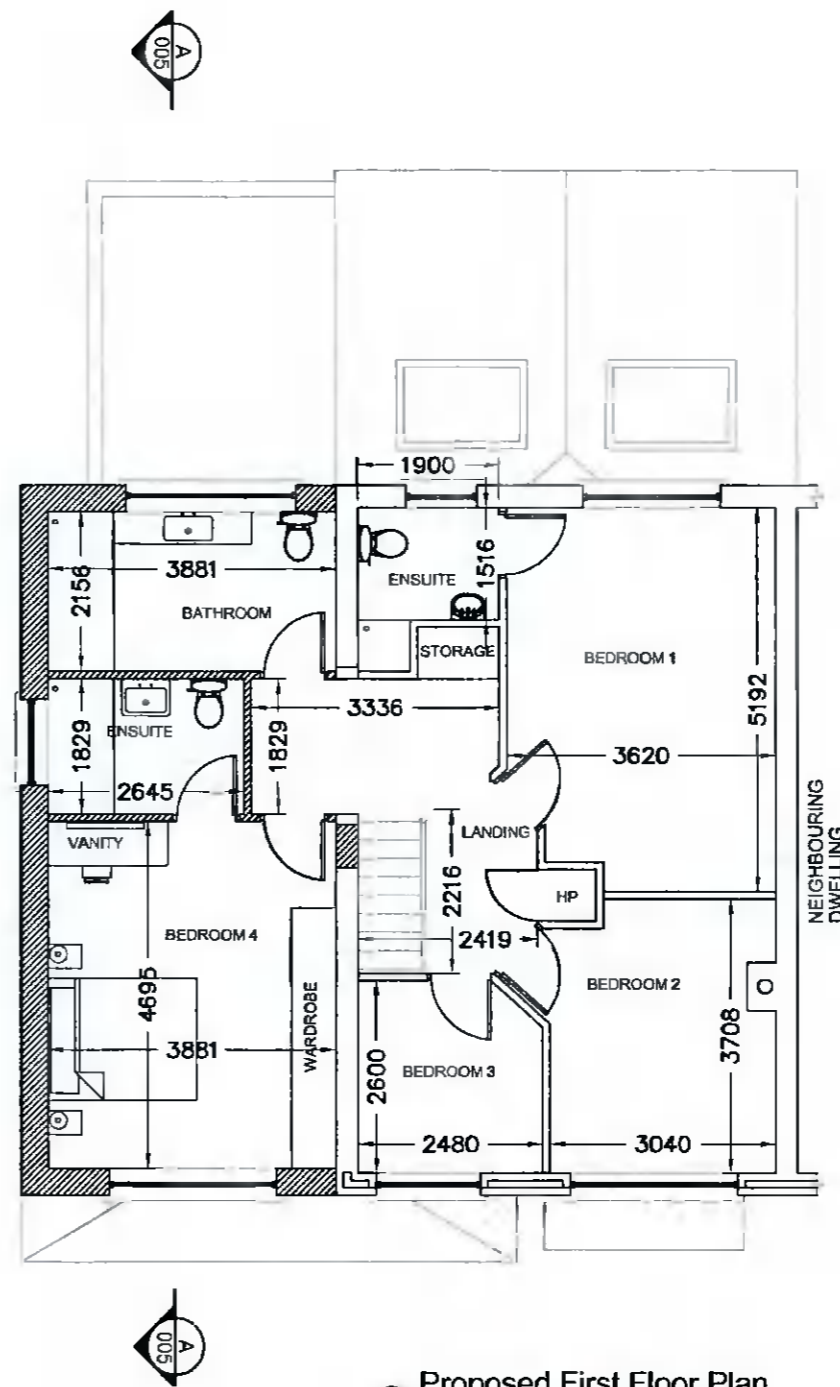 A
005
1900
3881
2156
BATHROOM
ENSUITE
1516
STORAGE
BEDROOM 1
5192
3336
1829
ENSUITE
2645
1829
3620
VANITY
LANDING
2216
HP
2419
NEIGHBOURING
DWELLING
BEDROOM 4
4695
3881
WARDROBE
BEDROOM 2
3708
BEDROOM 3
2600
2480
3040
A
005
Proposed First Floor Plan